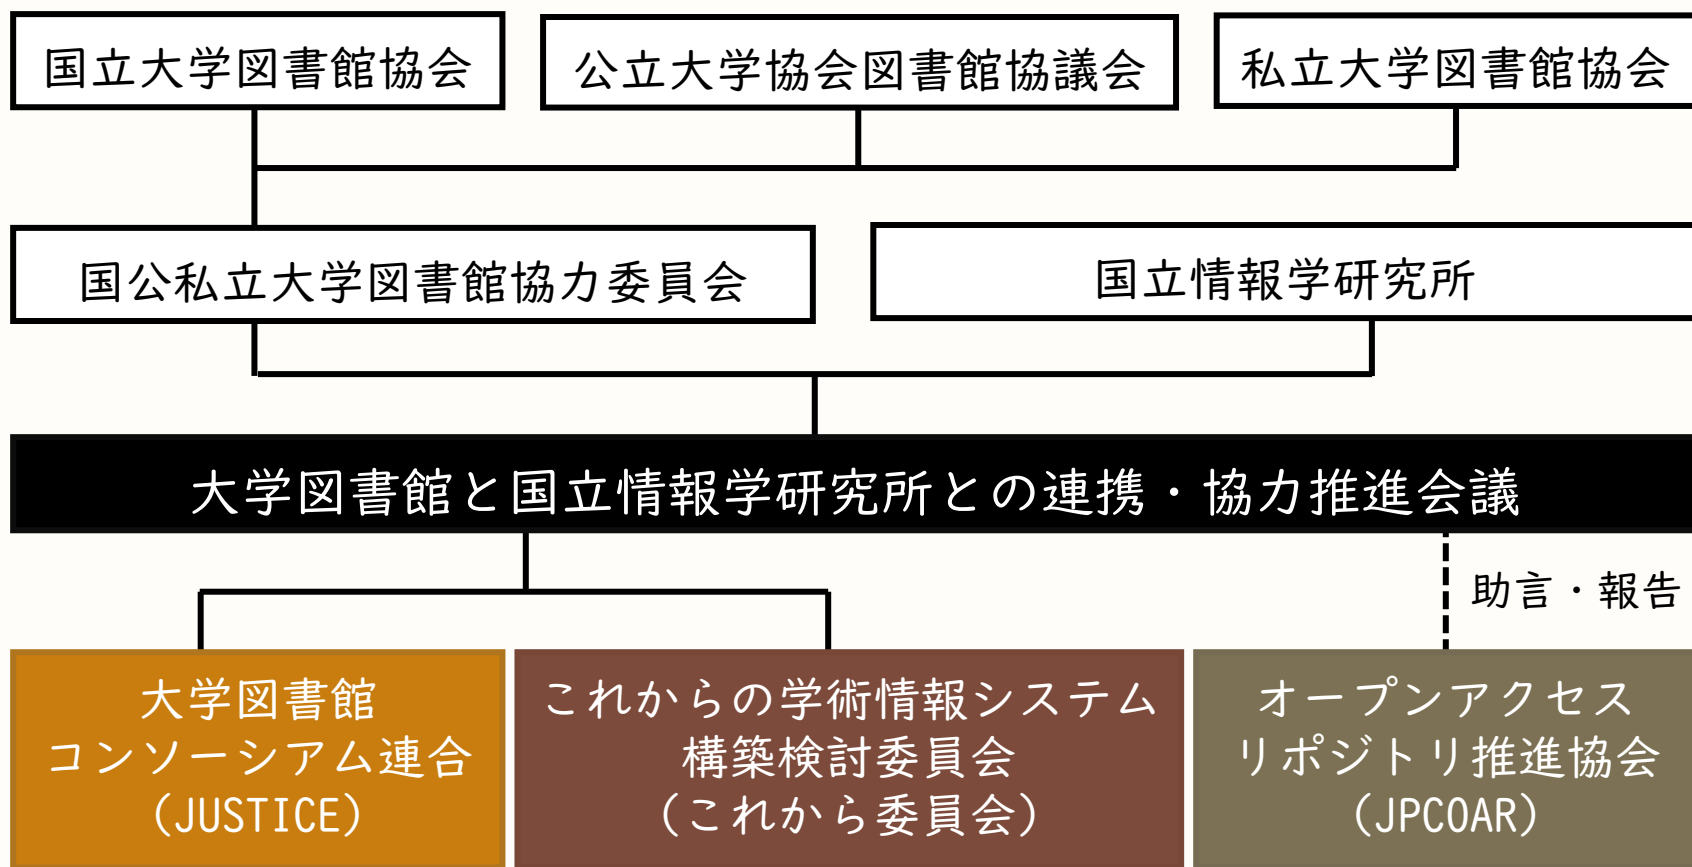 国立大学図書館協会
公立大学協会図書館協議会
私立大学図書館協会
国公私立大学図書館協力委員会
国立情報学研究所
大学図書館と国立情報学研究所との連携・協力推進会議
助言・報告
大学図書館
コンソーシアム連合
(JUSTICE)
これからの学術情報システム
構築検討委員会
(これから委員会)
オープンアクセス
リポジトリ推進協会
(JPCOAR)